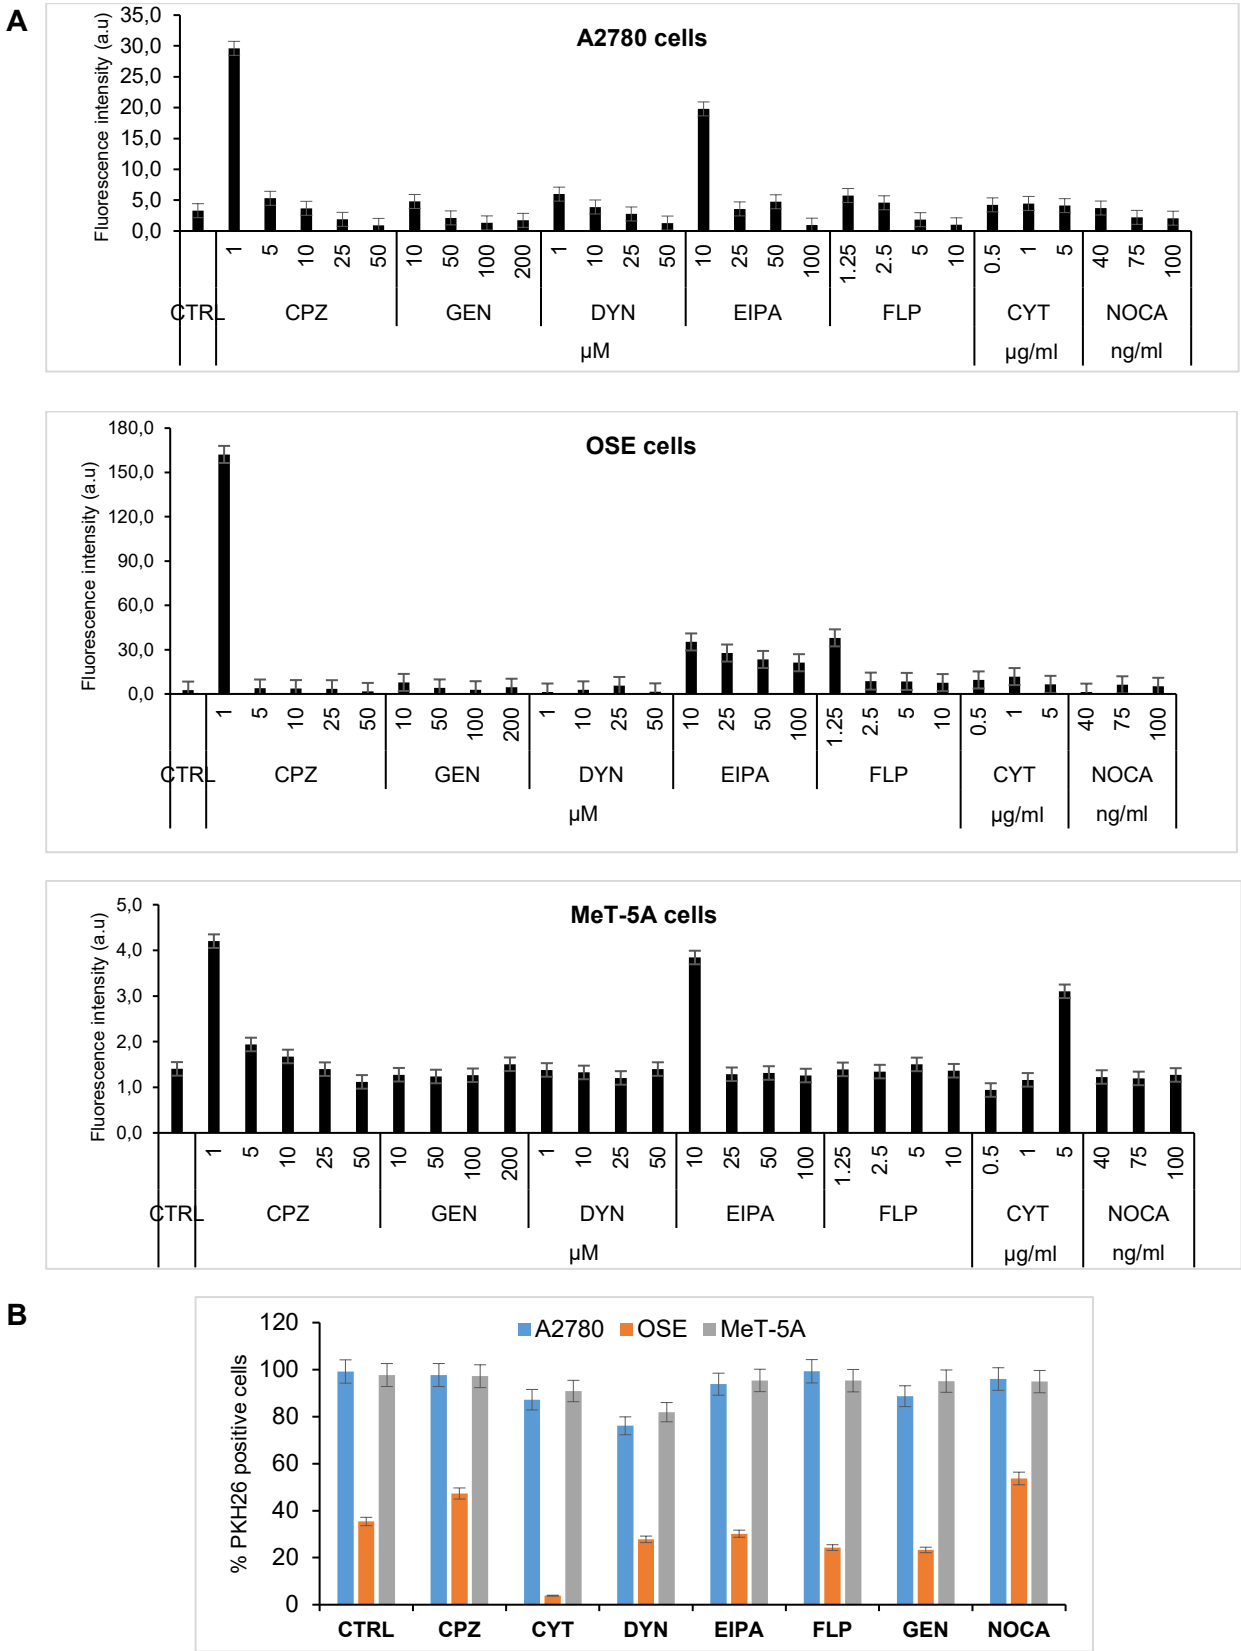 A
A2780 cells
Fluorescence intensity (a.u)
35,0
30,0
25,0
20,0
15,0
10,0
5,0
0,0
1 5 10 25 50 10 50 100 200 1 10 25 50 10 25 50 100 1.25 2.5 5 10 0.5 1 5 40 75 100
CTRL CPZ GEN DYN EIPA FLP CYT NOCA
µM µg/ml ng/ml
OSE cells
Fluorescence intensity (a.u)
180,0
150,0
120,0
90,0
60,0
30,0
0,0
1 5 10 25 50 10 50 100 200 1 10 25 50 10 25 50 100 1.25 2.5 5 10 0.5 1 5 40 75 100
CTRL CPZ GEN DYN EIPA FLP CYT NOCA
µM µg/ml ng/ml
MeT-5A cells
Fluorescence intensity (a.u)
5,0
4,0
3,0
2,0
1,0
0,0
1 5 10 25 50 10 50 100 200 1 10 25 50 10 25 50 100 1.25 2.5 5 10 0.5 1 5 40 75 100
CTRL CPZ GEN DYN EIPA FLP CYT NOCA
µM µg/ml ng/ml
B
A2780 OSE MeT-5A
% PKH26 positive cells
120
100
80
60
40
20
0
CTRL CPZ CYT DYN EIPA FLP GEN NOCA